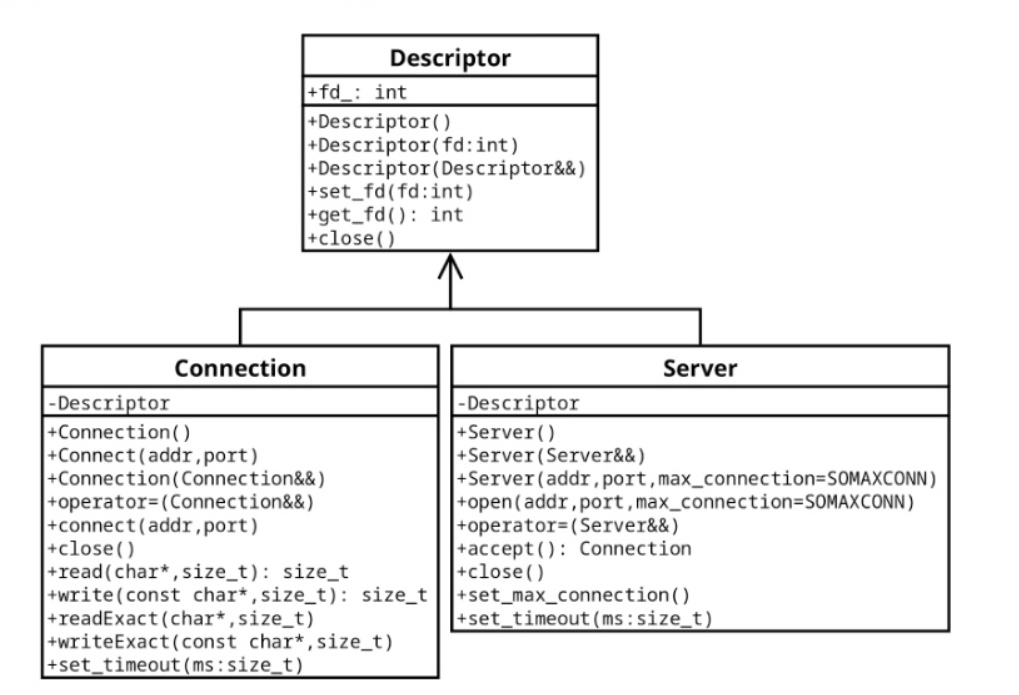 Descriptor
+fd_: int
+Descriptor()
+Descriptor(fd:int)
+Descriptor(Descriptor&&)
+set_fd(fd:int)
+get_fd(): int
+close()
Connection
-Descriptor
+Connection()
+Connect(addr,port)
+Connection(Connection&&)
+operator=(Connection&&)
+connect(addr,port)
+close()
+read(char*,size_t): size_t
+write(const char*,size_t): size_t
+readExact(char*,size_t)
+writeExact(const char*,size_t)
+set_timeout(ms:size_t)
Server
-Descriptor
+Server()
+Server(Server&&)
+Server(addr,port,max_connection=SOMAXCONN)
+open(addr,port,max_connection=SOMAXCONN)
+operator=(Server&&)
+accept(): Connection
+close()
+set_max_connection()
+set_timeout(ms:size_t)